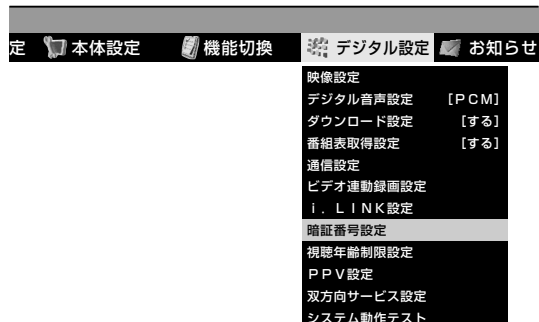 定 本体設定 機能切換 デジタル設定 お知らせ
映像設定
デジタル音声設定 [PCM]
ダウンロード設定 [する]
番組表取得設定 [する]
通信設定
ビデオ連動録画設定
i．LINK設定
暗証番号設定
視聴年齢制限設定
PPV設定
双方向サービス設定
システム動作テスト